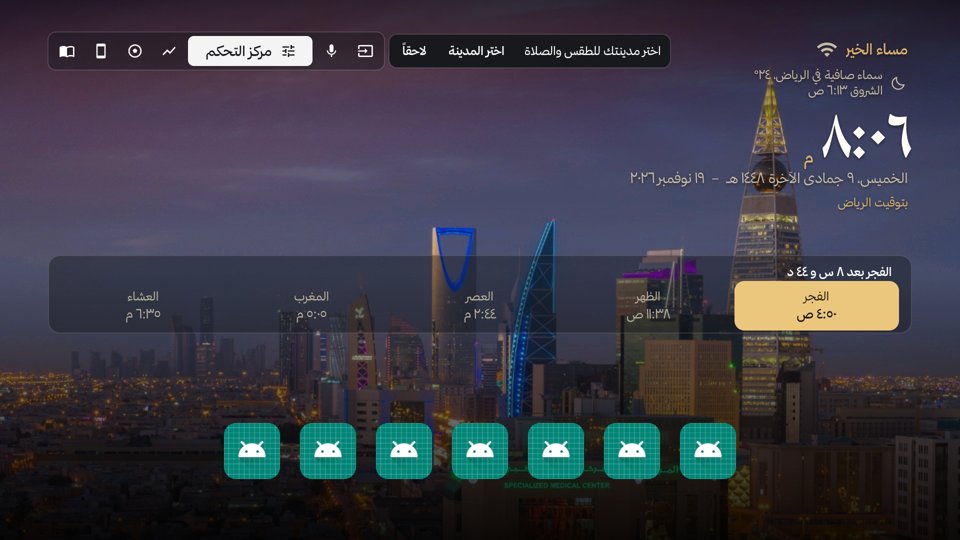 مساء الخير
سماء صافية في الرياض، ٢٤°
الشروق ٦:١٣ ص
٨:٠٦ م
الخميس، ٩ جمادى الآخرة ١٤٤٨ هـ – ١٩ نوفمبر ٢٠٢٦
بتوقيت الرياض
اختر مدينتك للطقس والصلاة
اختر المدينة
لاحقاً
مركز التحكم
الفجر بعد ٨ س و ٤٤ د
الفجر
٤:٥٠ ص
الظهر
١١:٣٨ ص
العصر
٢:٤٤ م
المغرب
٥:٠٥ م
العشاء
٦:٣٥ م
SPECIALIZED MEDICAL CENTER